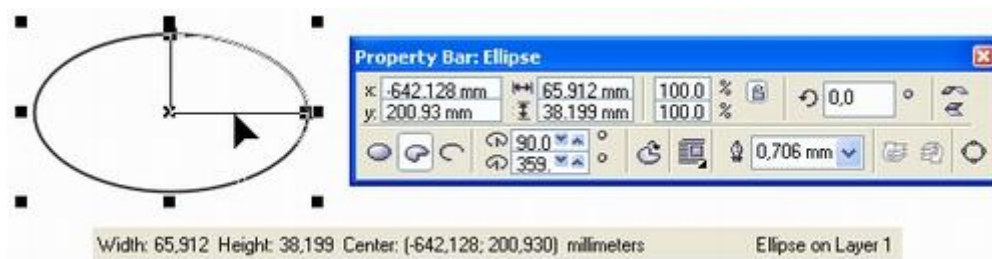 Property Bar: Ellipse
x: -642.128 mm 65.912 mm 100.0 % 0,0 °
y: 200.93 mm 38.199 mm 100.0 %
90.0 °
359. ° 0,706 mm
Width: 65,912 Height: 38,199 Center: (-642,128; 200,930) millimeters Ellipse on Layer 1